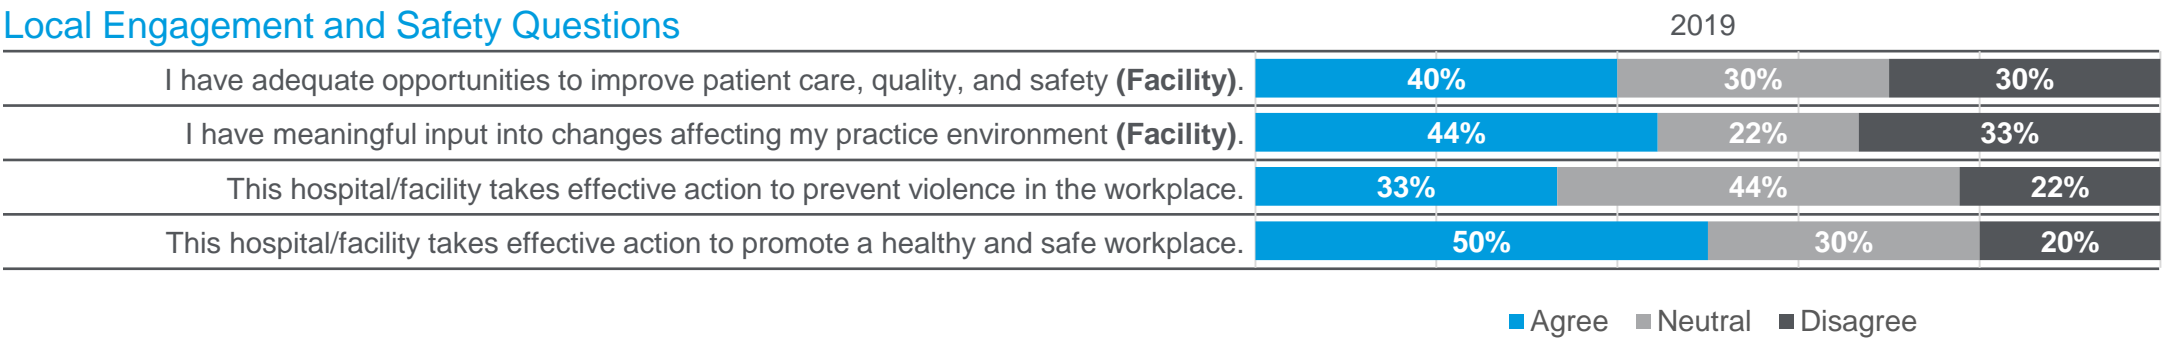 Local Engagement and Safety Questions 2019
I have adequate opportunities to improve patient care, quality, and safety (Facility). 40% 30% 30%
I have meaningful input into changes affecting my practice environment (Facility). 44% 22% 33%
This hospital/facility takes effective action to prevent violence in the workplace. 33% 44% 22%
This hospital/facility takes effective action to promote a healthy and safe workplace. 50% 30% 20%
Agree Neutral Disagree